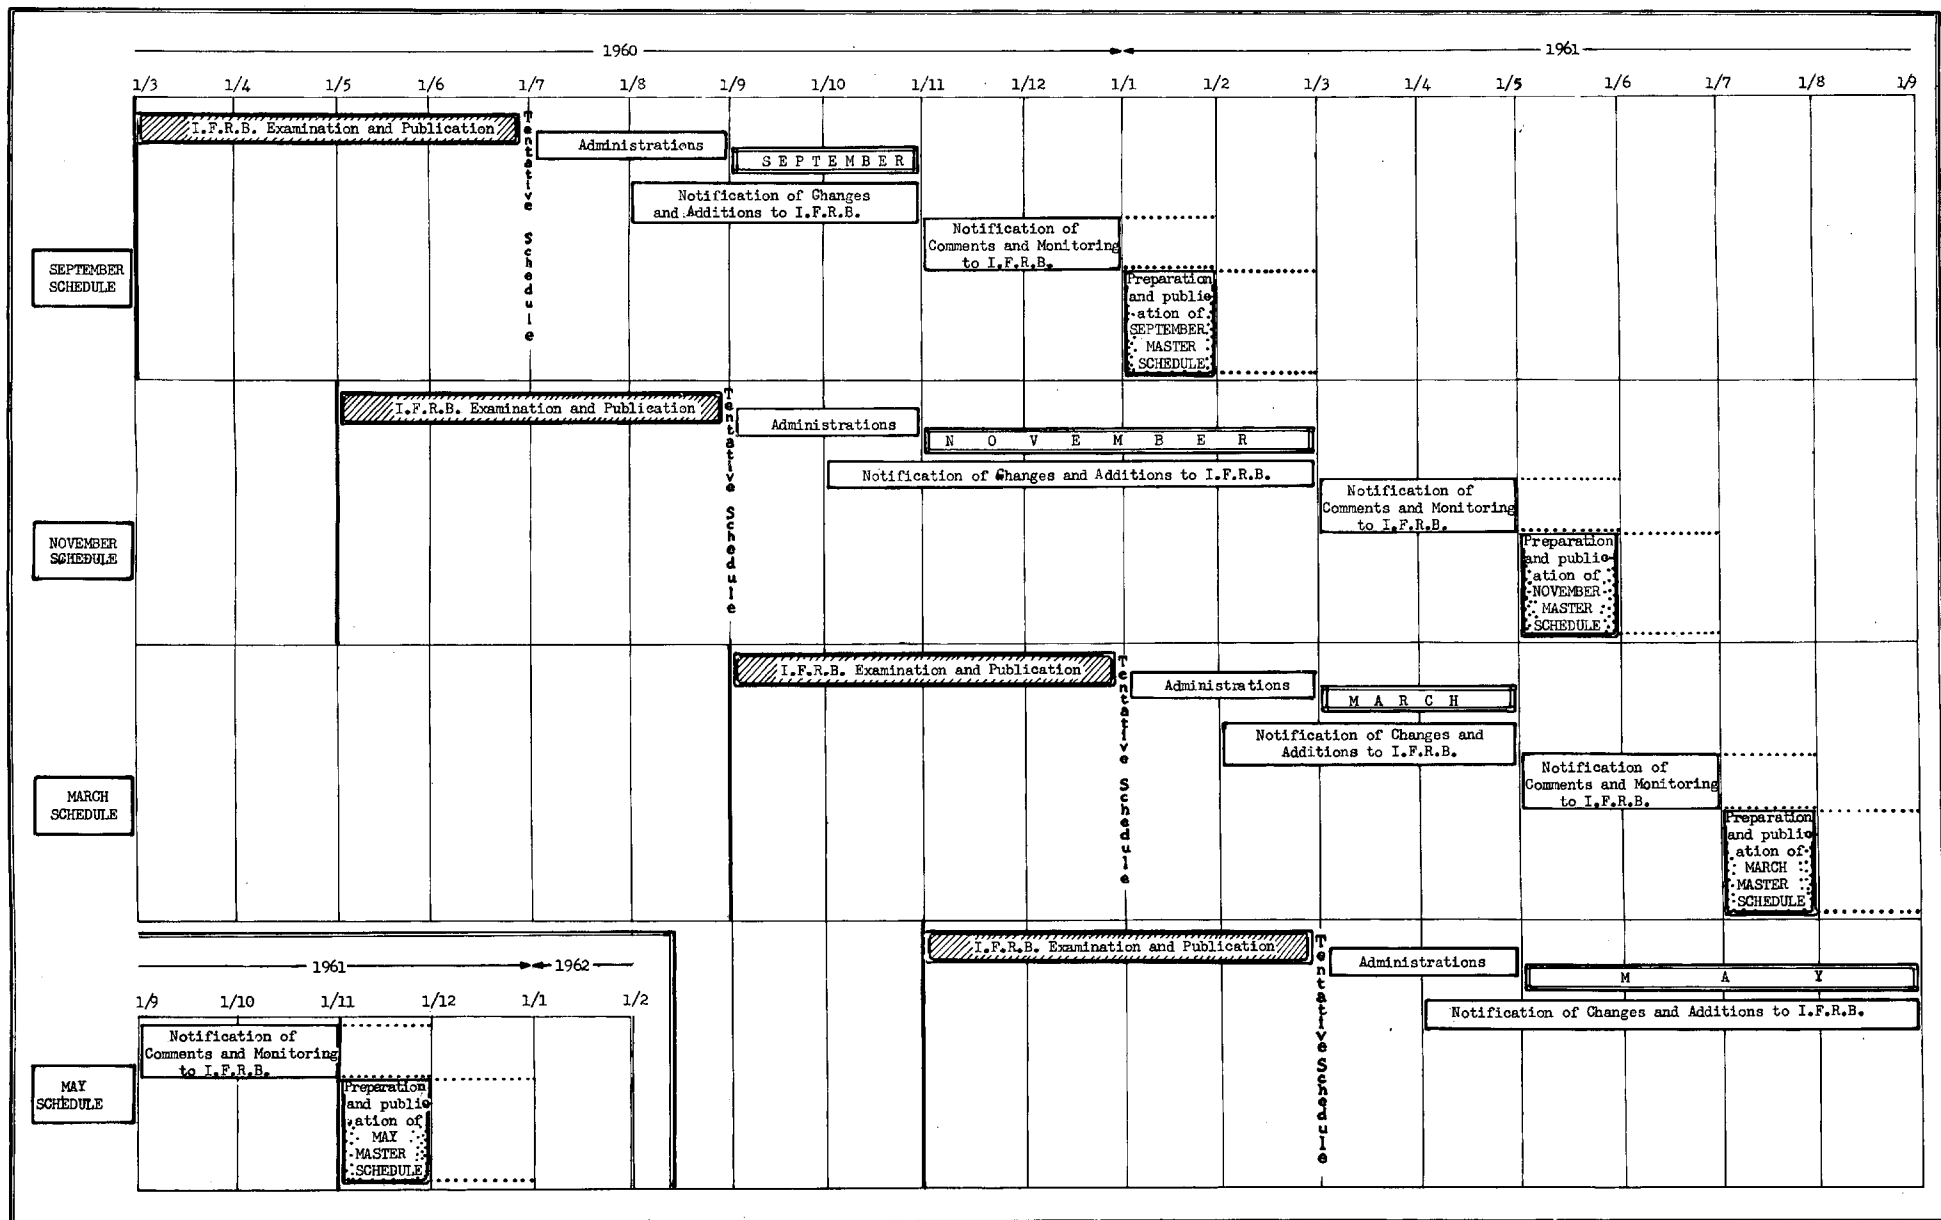 1960 1961
1/3 1/4 1/5 1/6 1/7 1/8 1/9 1/10 1/11 1/12 1/1 1/2 1/3 1/4 1/5 1/6 1/7 1/8 1/9
SEPTEMBER
SCHEDULE
I.F.R.B. Examination and Publication
Tentative Schedule
Administrations
SEPTEMBER
Notification of Changes
and Additions to I.F.R.B.
Notification of
Comments and Monitoring
to I.F.R.B.
Preparation
and public-
ation of
SEPTEMBER
MASTER
SCHEDULE
NOVEMBER
SCHEDULE
I.F.R.B. Examination and Publication
Tentative Schedule
Administrations
NOVEMBER
Notification of Changes and Additions to I.F.R.B.
Notification of
Comments and Monitoring
to I.F.R.B.
Preparation
and public-
ation of
NOVEMBER
MASTER
SCHEDULE
MARCH
SCHEDULE
I.F.R.B. Examination and Publication
Tentative Schedule
Administrations
MARCH
Notification of Changes and
Additions to I.F.R.B.
Notification of
Comments and Monitoring
to I.F.R.B.
Preparation
and public-
ation of
MARCH
MASTER
SCHEDULE
I.F.R.B. Examination and Publication
Tentative Schedule
Administrations
MAY
Notification of Changes and Additions to I.F.R.B.
1961 1962
1/9 1/10 1/11 1/12 1/1 1/2
MAY
SCHEDULE
Notification of
Comments and Monitoring
to I.F.R.B.
Preparation
and public-
ation of
MAY
MASTER
SCHEDULE